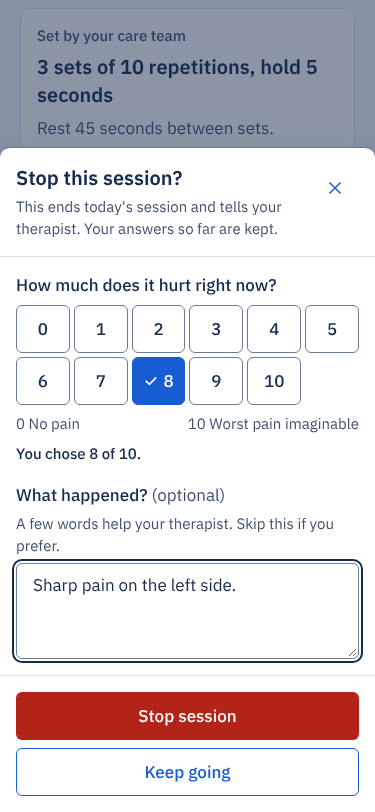 Set by your care team
3 sets of 10 repetitions, hold 5
seconds
Rest 45 seconds between sets.
Stop this session?
This ends today's session and tells your
therapist. Your answers so far are kept.
How much does it hurt right now?
0 1 2 3 4 5
6 7 8 9 10
0 No pain 10 Worst pain imaginable
You chose 8 of 10.
What happened? (optional)
A few words help your therapist. Skip this if you
prefer.
Sharp pain on the left side.
Stop session
Keep going